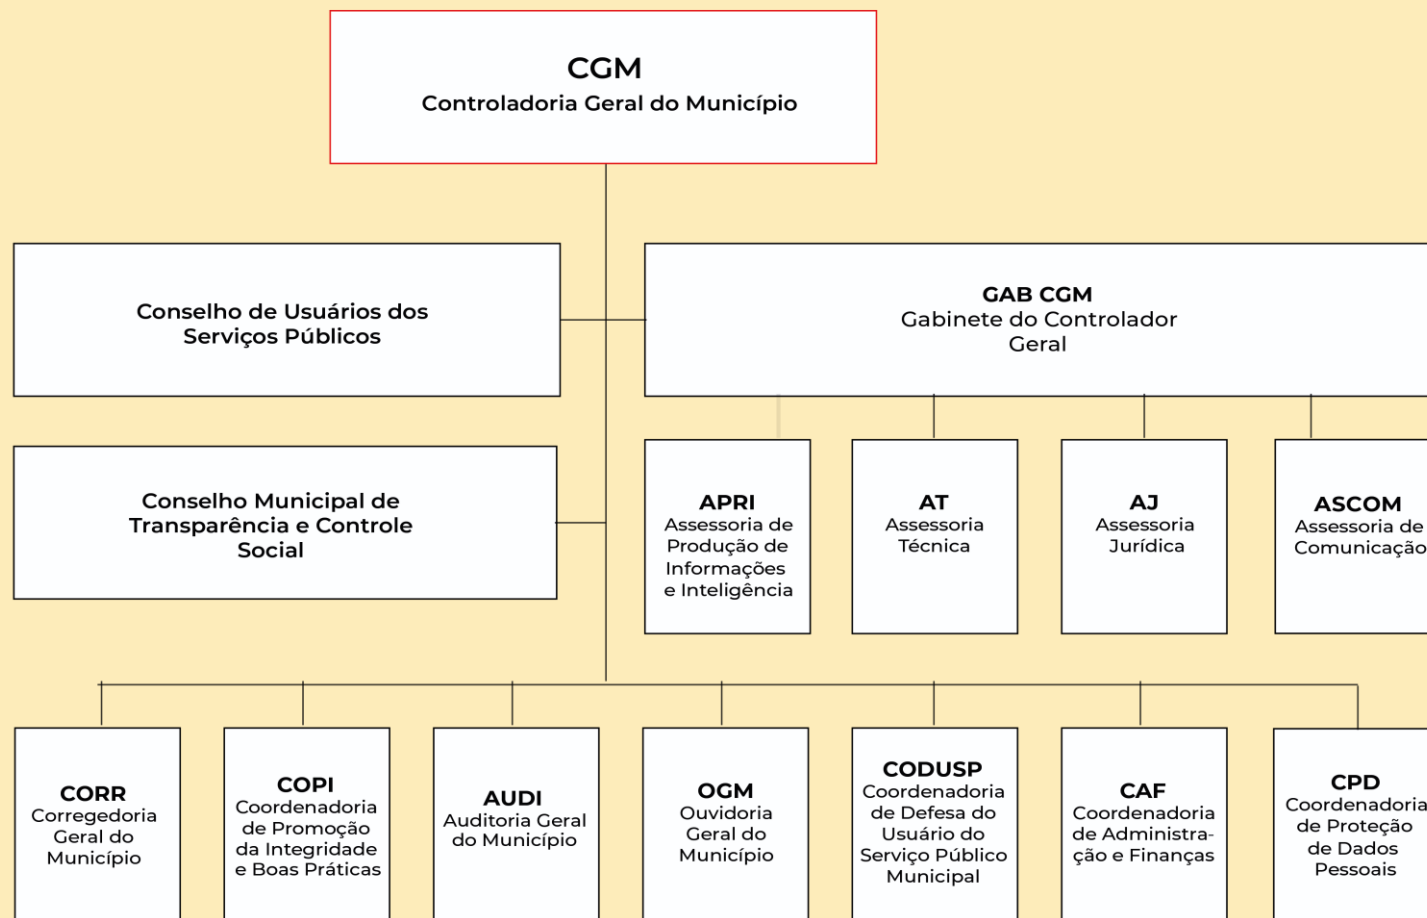 CGM
Controladoria Geral do Município
Conselho de Usuários dos
Serviços Públicos
GAB CGM
Gabinete do Controlador
Geral
Conselho Municipal de
Transparência e Controle
Social
APRI
Assessoria de
Produção de
Informações
e Inteligência
AT
Assessoria
Técnica
AJ
Assessoria
Jurídica
ASCOM
Assessoria de
Comunicação
CORR
Corregedoria
Geral do
Município
COPI
Coordenadoria
de Promoção
da Integridade
e Boas Práticas
AUDI
Auditoria Geral
do Município
OGM
Ouvidoria
Geral do
Município
CODUSP
Coordenadoria
de Defesa do
Usuário do
Serviço Público
Municipal
CAF
Coordenadoria
de Administra-
ção e Finanças
CPD
Coordenadoria
de Proteção
de Dados
Pessoais